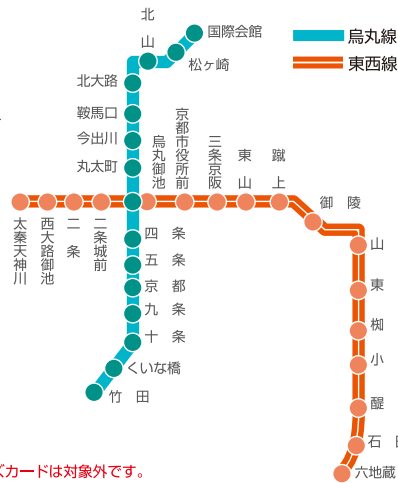 烏丸線
東西線
国際会館
松ヶ崎
北山
北大路
鞍馬口
今出川
丸太町
烏丸御池
京都市役所前
三条京阪
東山
蹴上
御陵
太秦天神川
西大路御池
二条
二条城前
四条
五条
京都
九条
十条
くいな橋
竹田
山
東
椥
小
醍
石
六地蔵
ズカードは対象外です。